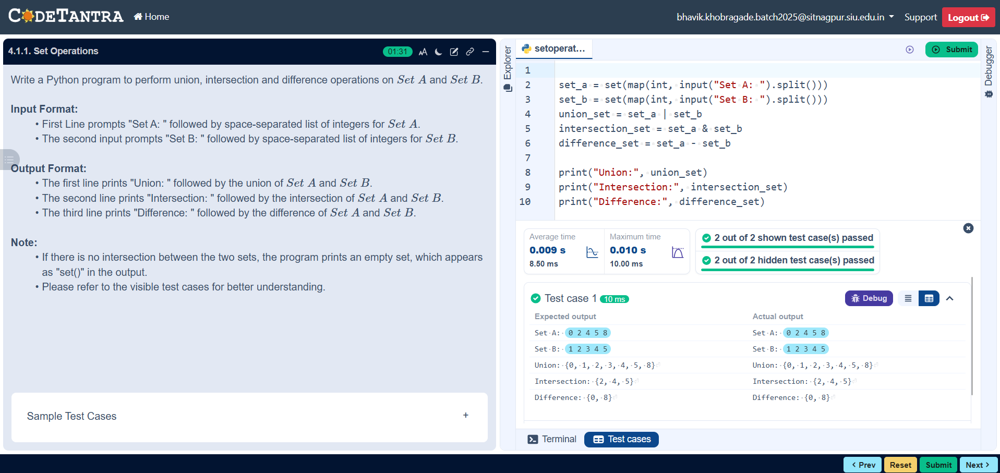 CODETANTRA
Home
bhavik.khobragade.batch2025@sitnagpur.siu.edu.in
Support
Logout
4.1.1. Set Operations
01:31
Write a Python program to perform union, intersection and difference operations on Set A and Set B.
Input Format:
• First Line prompts "Set A: " followed by space-separated list of integers for Set A.
• The second input prompts "Set B: " followed by space-separated list of integers for Set B.
Output Format:
• The first line prints "Union: " followed by the union of Set A and Set B.
• The second line prints "Intersection: " followed by the intersection of Set A and Set B.
• The third line prints "Difference: " followed by the difference of Set A and Set B.
Note:
• If there is no intersection between the two sets, the program prints an empty set, which appears
as "set()" in the output.
• Please refer to the visible test cases for better understanding.
Sample Test Cases
+
Explorer
setoperat...
Submit
Debugger
1
2 set_a = set(map(int, input("Set A: ").split()))
3 set_b = set(map(int, input("Set B: ").split()))
4 union_set = set_a | set_b
5 intersection_set = set_a & set_b
6 difference_set = set_a - set_b
7
8 print("Union:", union_set)
9 print("Intersection:", intersection_set)
10 print("Difference:", difference_set)
Average time
0.009 s
8.50 ms
Maximum time
0.010 s
10.00 ms
2 out of 2 shown test case(s) passed
2 out of 2 hidden test case(s) passed
Test case 1 10 ms
Debug
Expected output Actual output
Set A: 0 2 4 5 8 Set A: 0 2 4 5 8
Set B: 1 2 3 4 5 Set B: 1 2 3 4 5
Union: {0, 1, 2, 3, 4, 5, 8} Union: {0, 1, 2, 3, 4, 5, 8}
Intersection: {2, 4, 5} Intersection: {2, 4, 5}
Difference: {0, 8} Difference: {0, 8}
Terminal
Test cases
< Prev
Reset
Submit
Next >